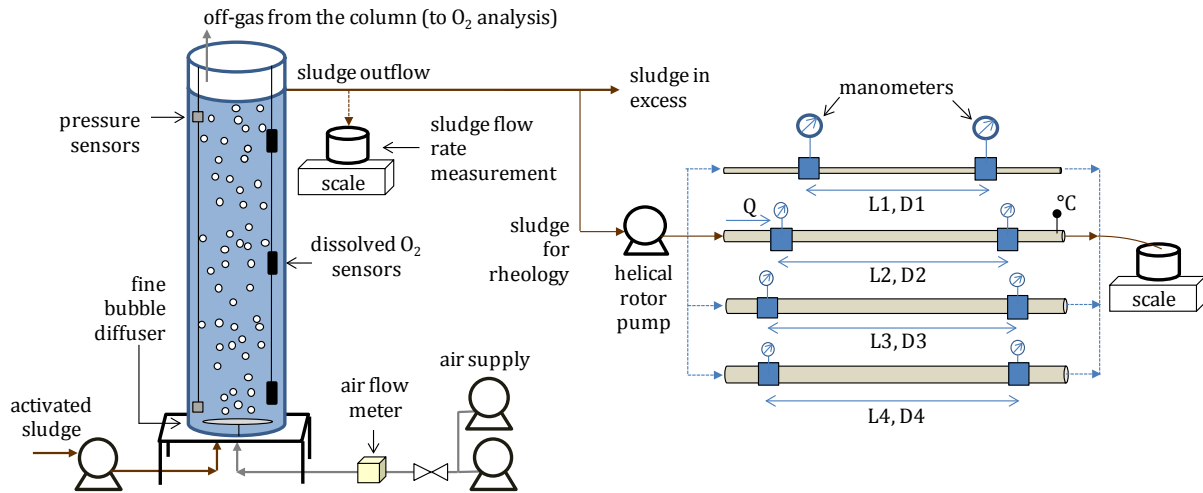 off-gas from the column (to O₂ analysis)
sludge outflow
sludge in
excess
manometers
pressure
sensors
sludge flow
rate
measurement
scale
L1, D1
Q
°C
sludge
for
rheology
dissolved O₂
sensors
helical
rotor
pump
L2, D2
scale
fine
bubble
diffuser
L3, D3
air supply
air flow
meter
L4, D4
activated
sludge